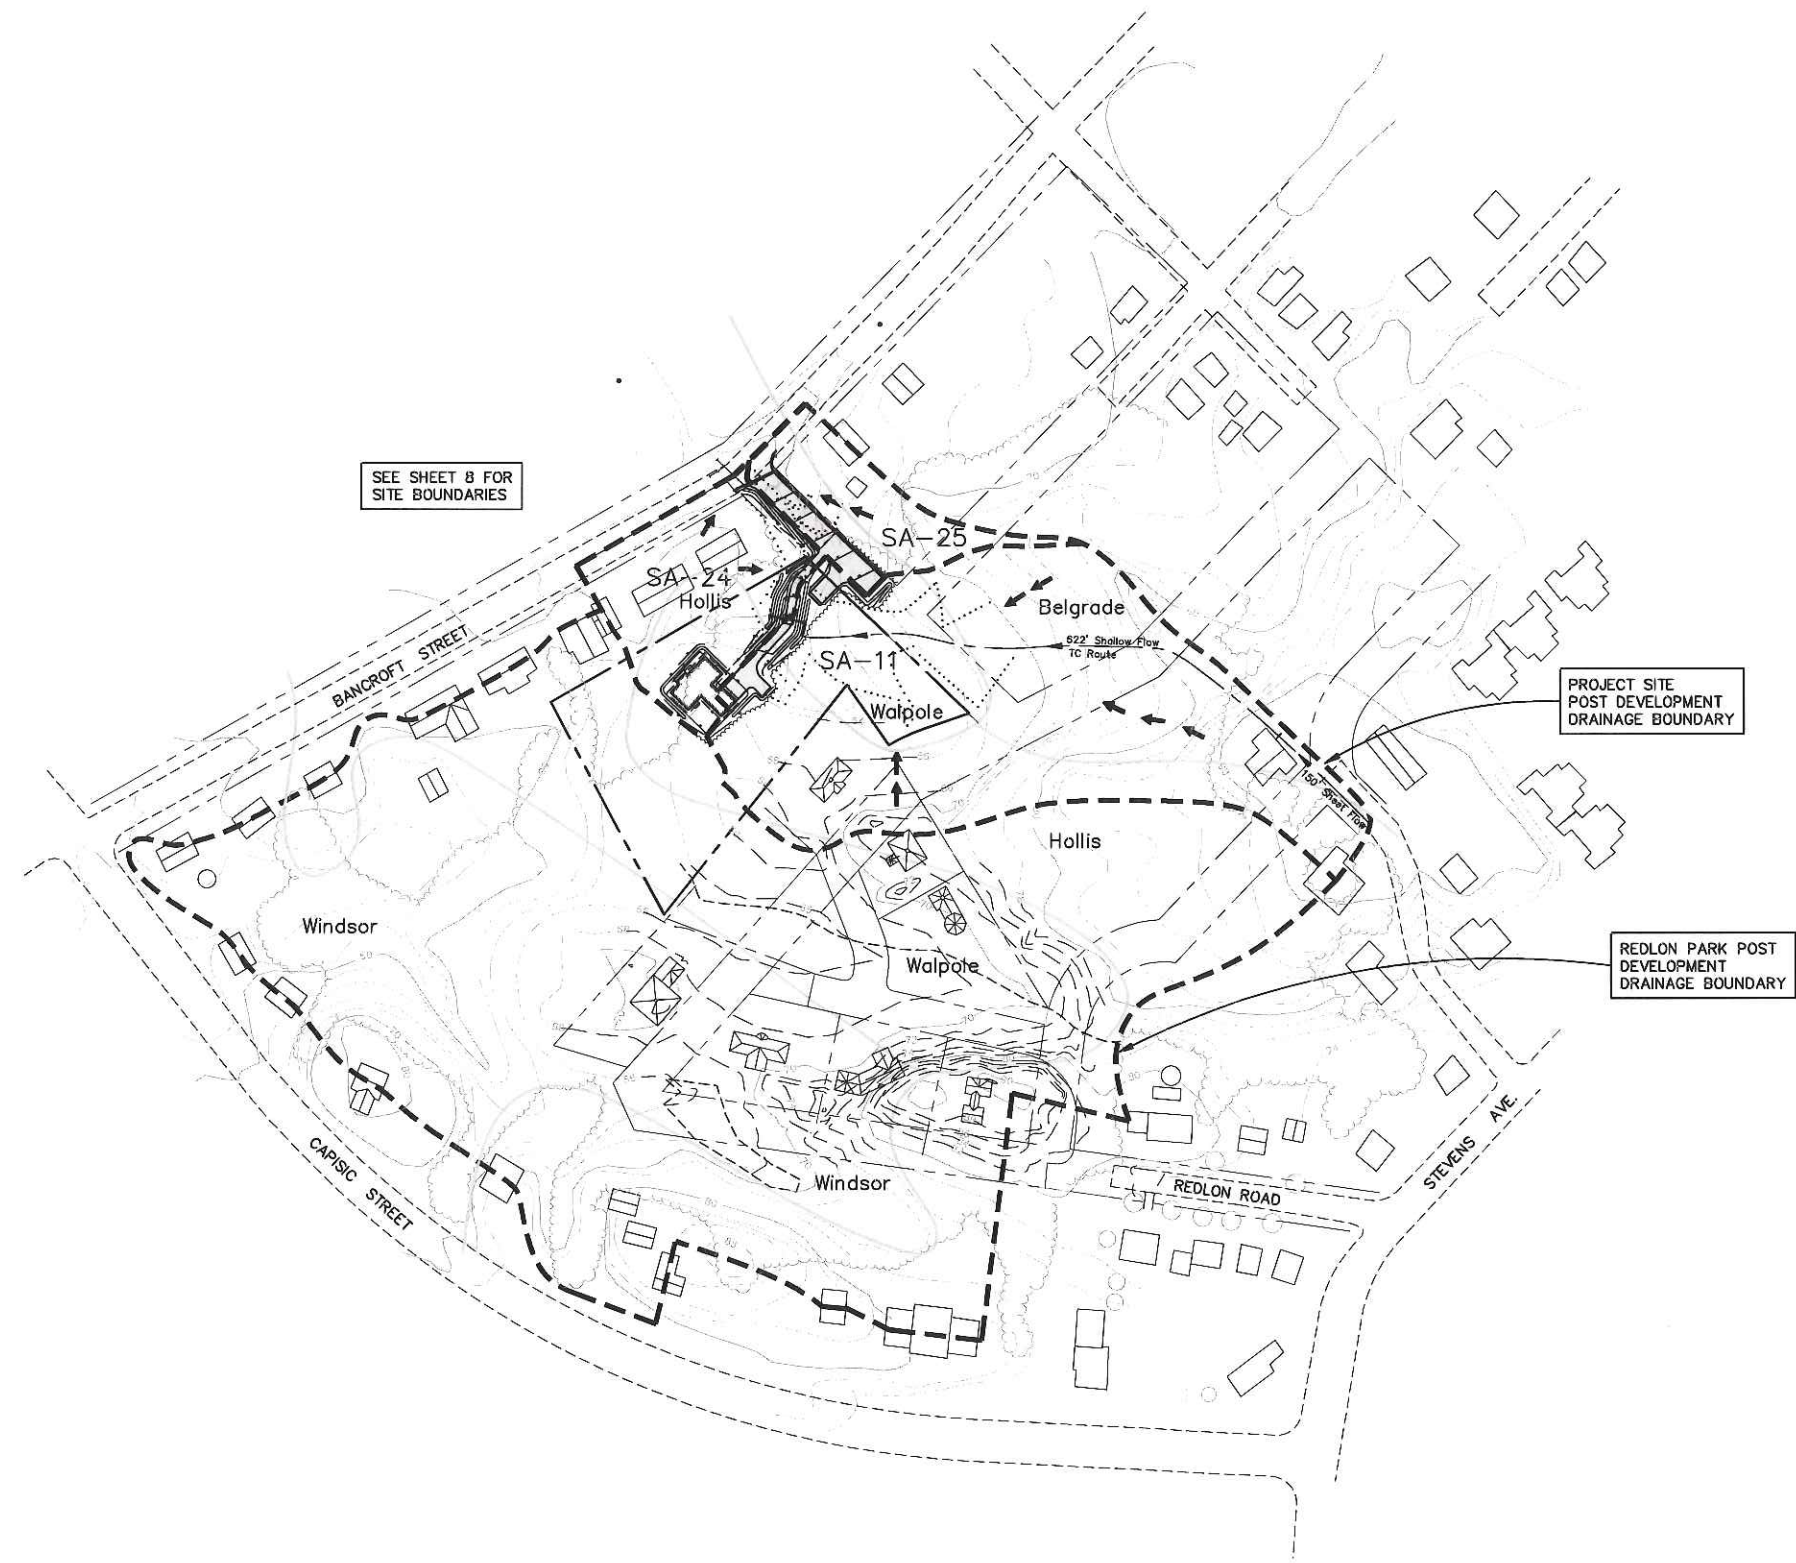 SEE SHEET 8 FOR
SITE BOUNDARIES
SA-25
SA-24
Hollis
Belgrade
622' Shallow Flow
TC Route
SA-11
BANCROFT STREET
Walpole
PROJECT SITE
POST DEVELOPMENT
DRAINAGE BOUNDARY
150' Sheet Flow
Hollis
Windsor
Walpole
REDLON PARK POST
DEVELOPMENT
DRAINAGE BOUNDARY
CAPISIC STREET
Windsor
REDLON ROAD
STEVENS AVE.